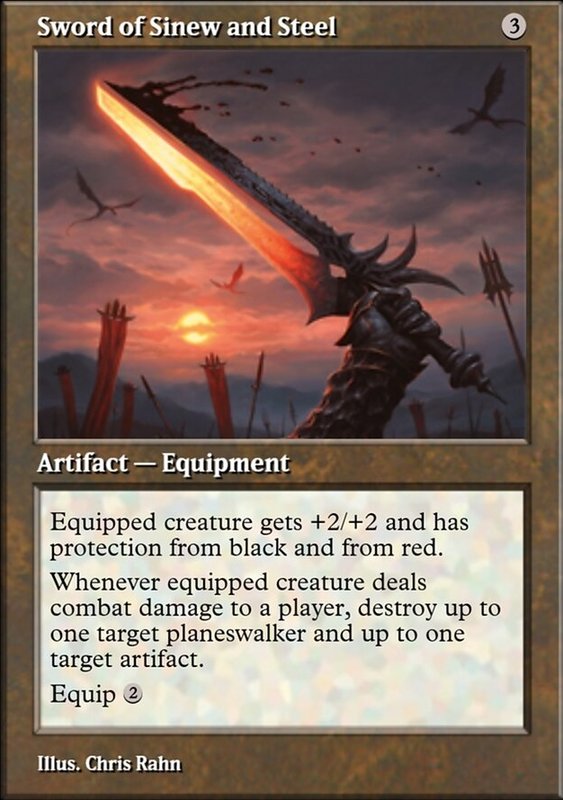 Sword of Sinew and Steel 3
Artifact — Equipment
Equipped creature gets +2/+2 and has
protection from black and from red.
Whenever equipped creature deals
combat damage to a player, destroy up to
one target planeswalker and up to one
target artifact.
Equip 2
Illus. Chris Rahn